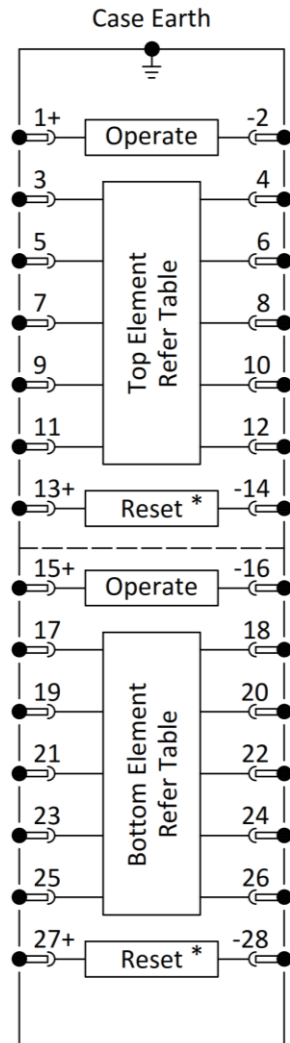 Case Earth
1+ Operate -2
3 4
5 6
7 8
9 10
11 12
Top Element
Refer Table
13+ Reset * -14
15+ Operate -16
17 18
19 20
21 22
23 24
25 26
Bottom Element
Refer Table
27+ Reset * -28